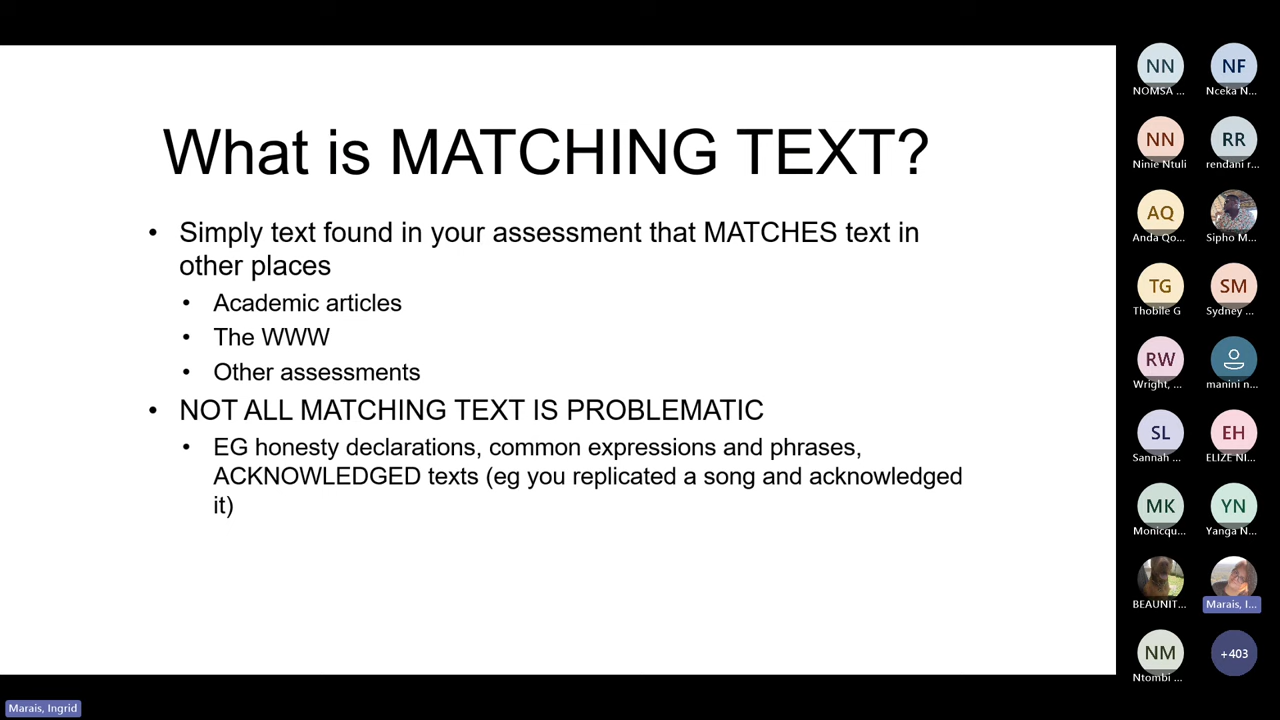 What is MATCHING TEXT?
• Simply text found in your assessment that MATCHES text in
other places
• Academic articles
• The WWW
• Other assessments
• NOT ALL MATCHING TEXT IS PROBLEMATIC
• EG honesty declarations, common expressions and phrases,
ACKNOWLEDGED texts (eg you replicated a song and acknowledged
it)
NN NF
NOMSA ... Nceka N...
NN RR
Ninie Ntuli rendani r...
AQ
Anda Qo... Sipho M...
TG SM
Thobile G Sydney ...
RW
Wright, ... manini n...
SL EH
Sannah ... ELIZE NI...
MK YN
Monicqu... Yanga N...
BEAUNIT... Marais, I...
NM +403
Ntombi ...
Marais, Ingrid